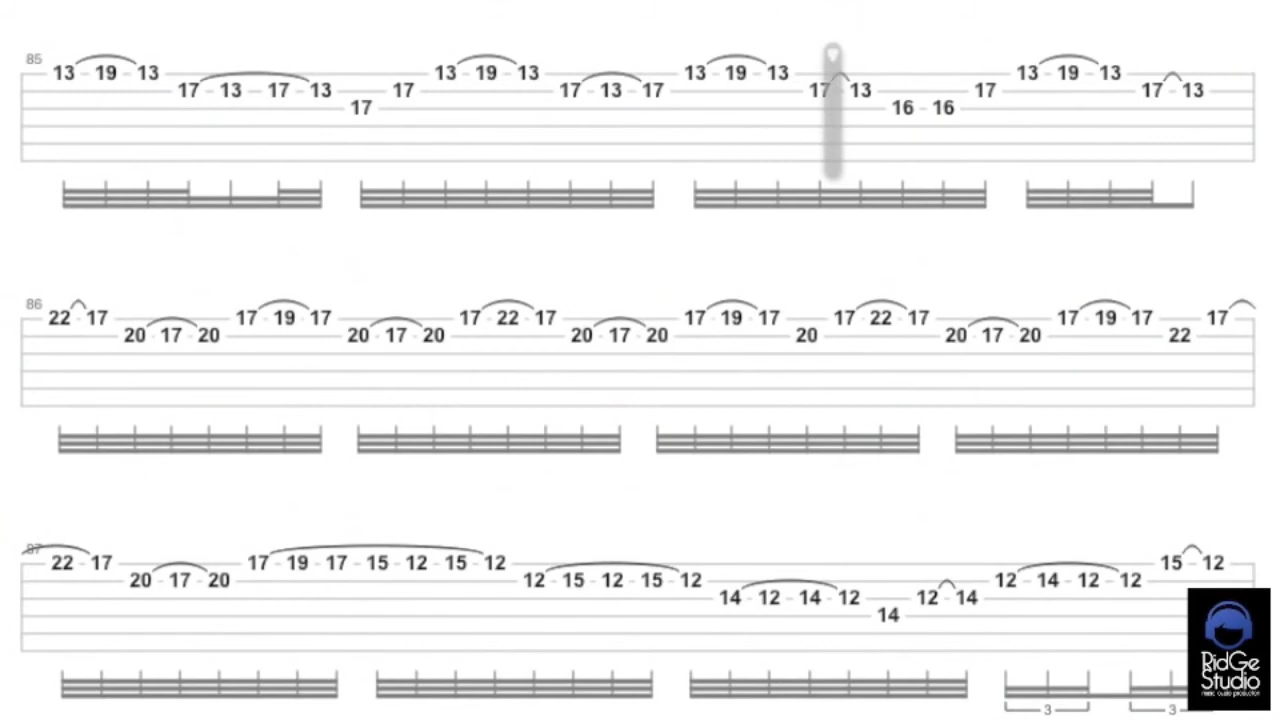 85
13 19 13 13 19 13 13 19 13 13 19 13
17 13 17 13 17 17 13 17 17 13 17 17 13
17 16 16
86
22 17 17 19 17 17 22 17 17 19 17 17 22 17 17 19 17 17
20 17 20 20 17 20 20 17 20 20 20 17 20 22
87
22 17 17 19 17 15 12 15 12 15 12
20 17 20 12 15 12 15 12 12 14 12 12
14 12 14 12 12 14
14
3 3
RidGe
Studio
music audio production